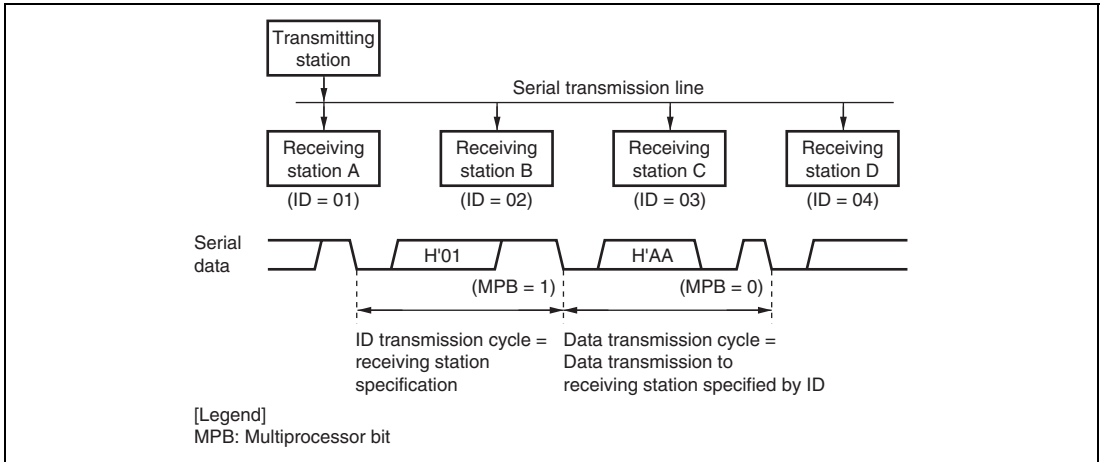 Transmitting
station
Serial transmission line
Receiving
station A
Receiving
station B
Receiving
station C
Receiving
station D
(ID = 01)
(ID = 02)
(ID = 03)
(ID = 04)
Serial
data
H'01
H'AA
(MPB = 1)
(MPB = 0)
ID transmission cycle =
receiving station
specification
Data transmission cycle =
Data transmission to
receiving station specified by ID
[Legend]
MPB: Multiprocessor bit